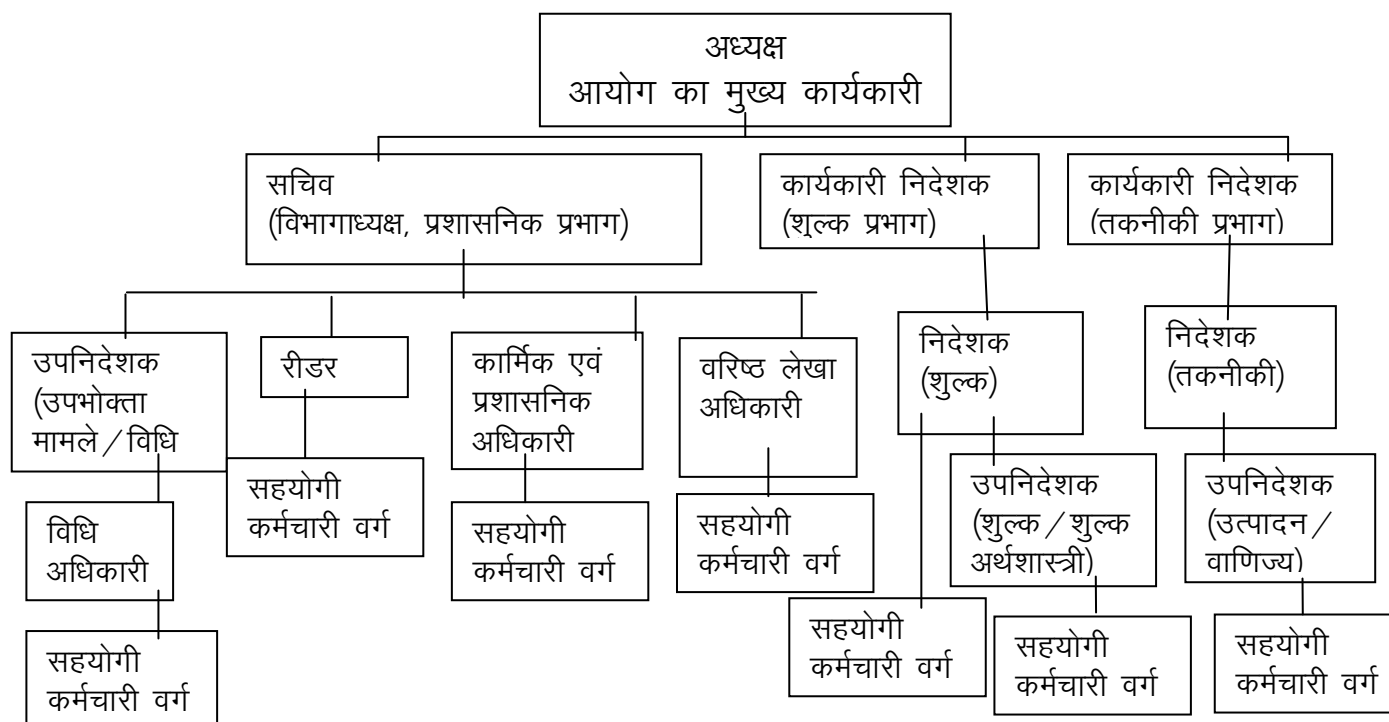 अध्यक्ष
आयोग का मुख्य कार्यकारी
सचिव
(विभागाध्यक्ष, प्रशासनिक प्रभाग)
कार्यकारी निदेशक
(शुल्क प्रभाग)
कार्यकारी निदेशक
(तकनीकी प्रभाग)
उपनिदेशक
(उपभोक्ता
मामले / विधि
रीडर
कार्मिक एवं
प्रशासनिक
अधिकारी
वरिष्ठ लेखा
अधिकारी
निदेशक
(शुल्क)
निदेशक
(तकनीकी)
विधि
अधिकारी
सहयोगी
कर्मचारी वर्ग
सहयोगी
कर्मचारी वर्ग
सहयोगी
कर्मचारी वर्ग
उपनिदेशक
(शुल्क / शुल्क
अर्थशास्त्री)
उपनिदेशक
(उत्पादन /
वाणिज्य)
सहयोगी
कर्मचारी वर्ग
सहयोगी
कर्मचारी वर्ग
सहयोगी
कर्मचारी वर्ग
सहयोगी
कर्मचारी वर्ग